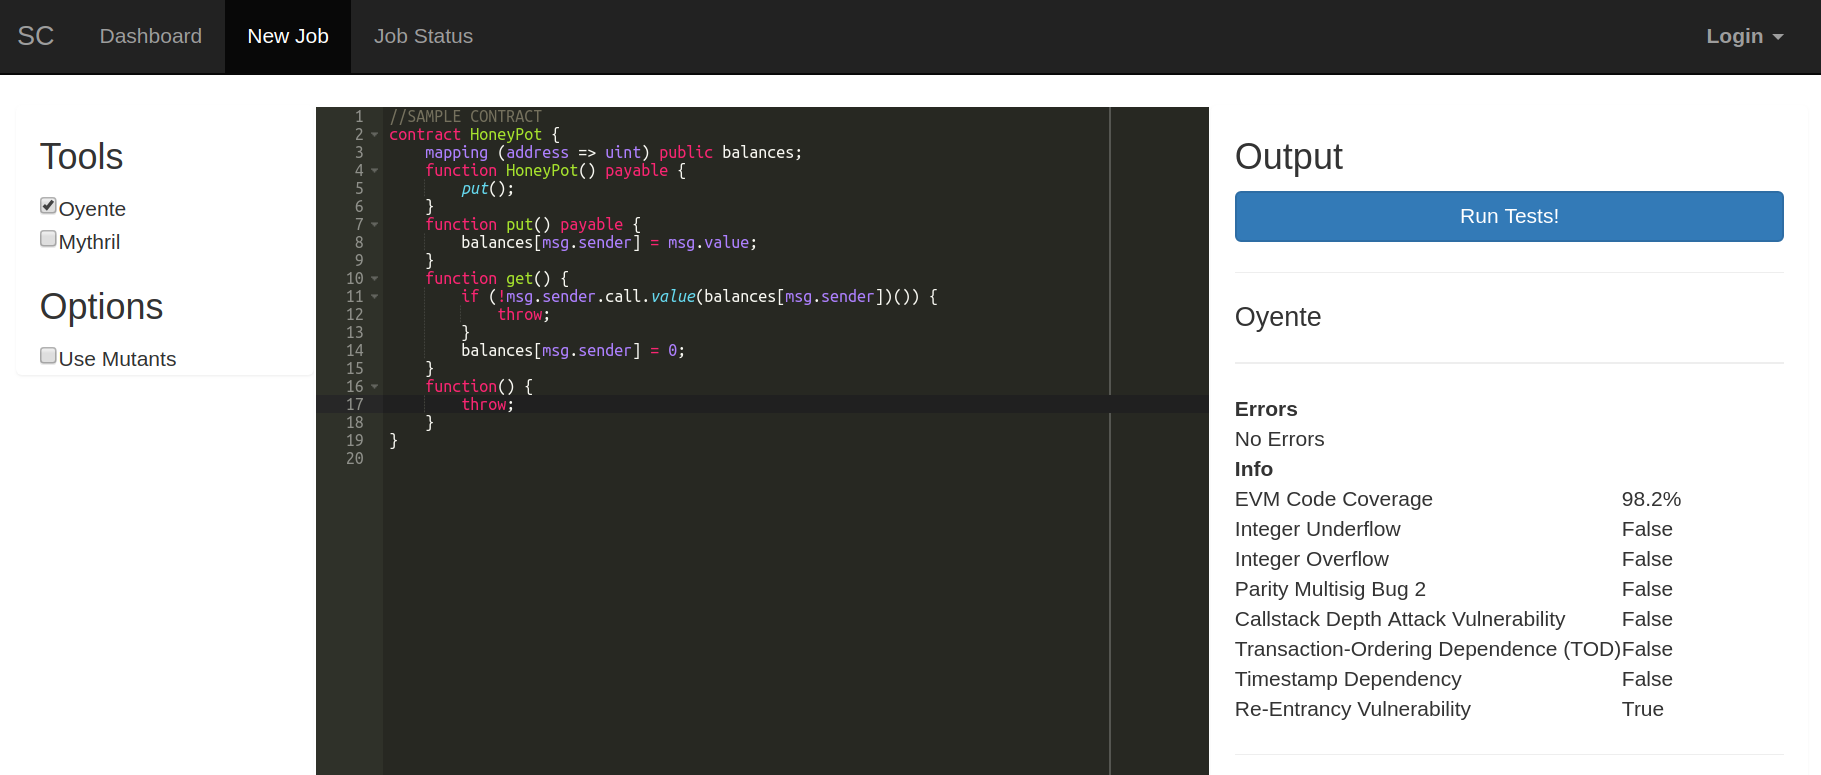 SC Dashboard New Job Job Status Login
Tools
Oyente
Mythril
Options
Use Mutants
1 //SAMPLE CONTRACT
2 contract HoneyPot {
3     mapping (address => uint) public balances;
4     function HoneyPot() payable {
5         put();
6     }
7     function put() payable {
8         balances[msg.sender] = msg.value;
9     }
10     function get() {
11         if (!msg.sender.call.value(balances[msg.sender])()) {
12             throw;
13         }
14         balances[msg.sender] = 0;
15     }
16     function() {
17         throw;
18     }
19 }
20
Output
Run Tests!
Oyente
Errors
No Errors
Info
EVM Code Coverage 98.2%
Integer Underflow False
Integer Overflow False
Parity Multisig Bug 2 False
Callstack Depth Attack Vulnerability False
Transaction-Ordering Dependence (TOD) False
Timestamp Dependency False
Re-Entrancy Vulnerability True